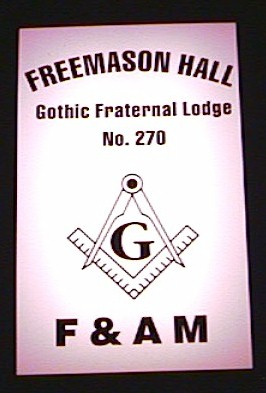 FREEMASON HALL
Gothic Fraternal Lodge
No. 270
G
F & A M